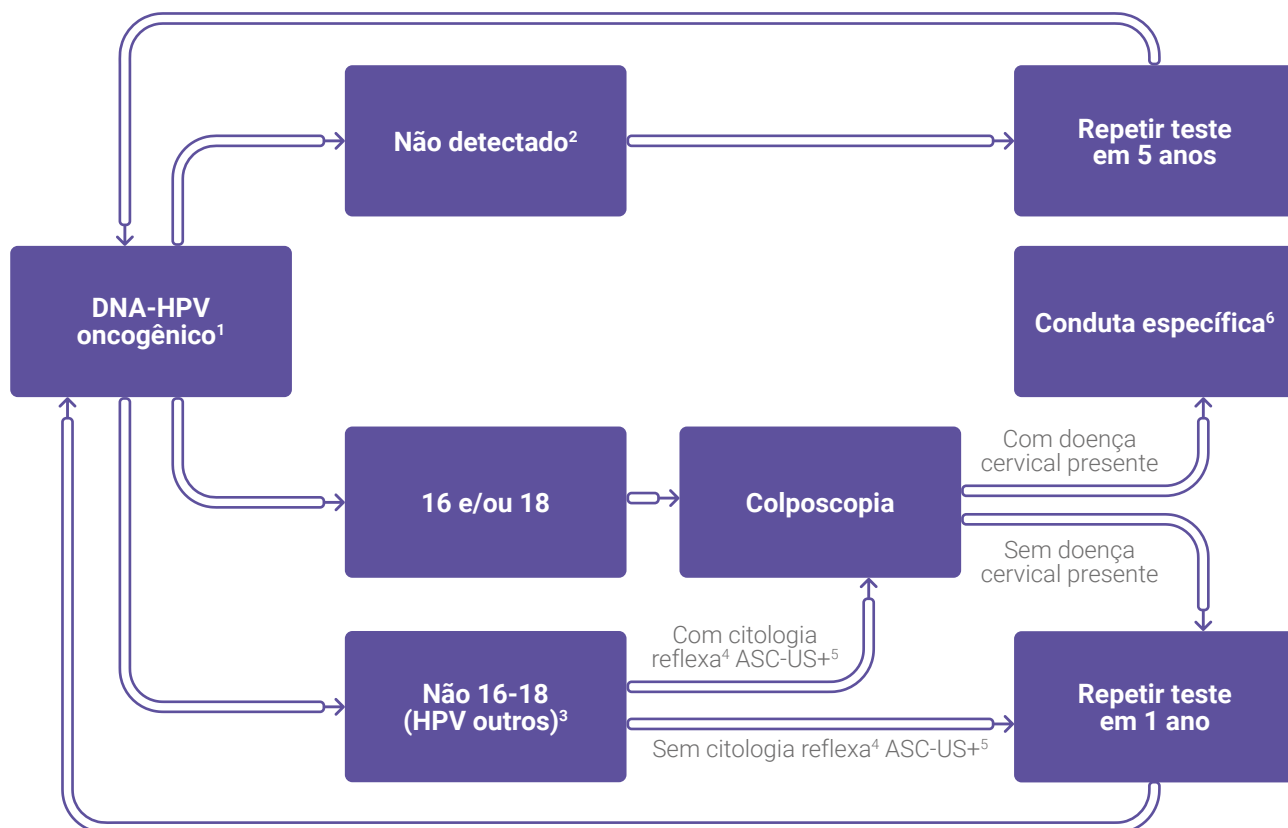 Não detectado²
Repetir teste
em 5 anos
DNA-HPV
oncogênico¹
Conduta específica⁶
16 e/ou 18
Colposcopia
Com doença
cervical presente
Sem doença
cervical presente
Não 16-18
(HPV outros)³
Com citologia
reflexa⁴ ASC-US+⁵
Sem citologia reflexa⁴ ASC-US+⁵
Repetir teste
em 1 ano